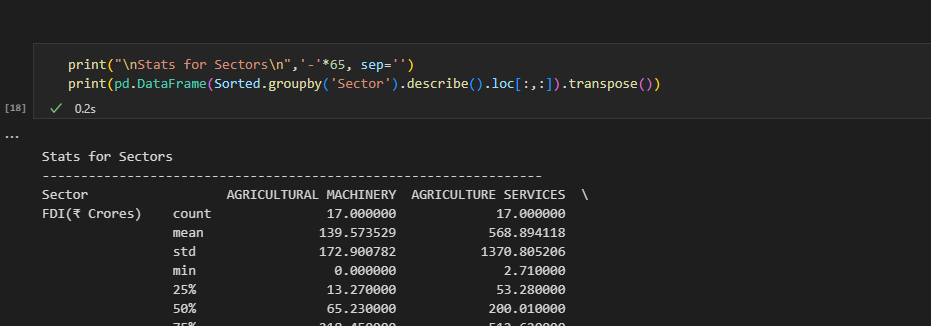 print("\nStats for Sectors\n",'-'*65, sep='')
print(pd.DataFrame(Sorted.groupby('Sector').describe().loc[:,:]).transpose())
[18] 0.2s
...
Stats for Sectors
-----------------------------------------------------------------
Sector AGRICULTURAL MACHINERY AGRICULTURE SERVICES \
FDI(₹ Crores) count 17.000000 17.000000
mean 139.573529 568.894118
std 172.900782 1370.805206
min 0.000000 2.710000
25% 13.270000 53.280000
50% 65.230000 200.010000